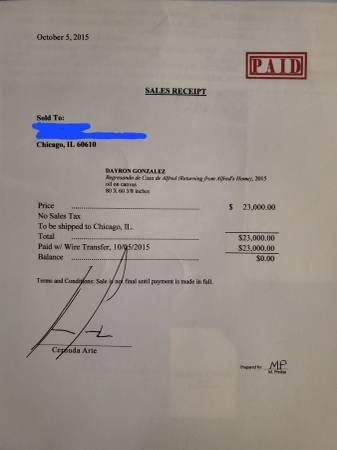 October 5, 2015
PAID
SALES RECEIPT
Sold To:
Chicago, IL 60610
DAYRON GONZALEZ
Regresando de Casa de Alfred (Returning from Alfred's Home), 2015
oil on canvas
80 X 60 3/8 inches
Price .......................................... $ 23,000.00
No Sales Tax
To be shipped to Chicago, IL.
Total .......................................... $23,000.00
Paid w/ Wire Transfer, 10/05/2015 $23,000.00
Balance .......................................... $0.00
Terms and Conditions: Sale is not final until payment is made in full.
Cernuda Arte
Prepared by: MP